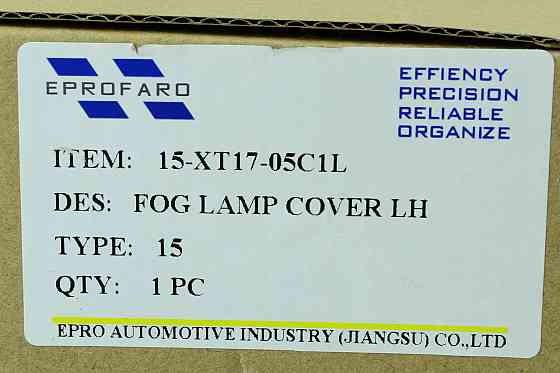 EPROFARO
EFFIENCY
PRECISION
RELIABLE
ORGANIZE
ITEM: 15-XT17-05C1L
DES: FOG LAMP COVER LH
TYPE: 15
QTY: 1 PC
EPRO AUTOMOTIVE INDUSTRY (JIANGSU) CO.,LTD